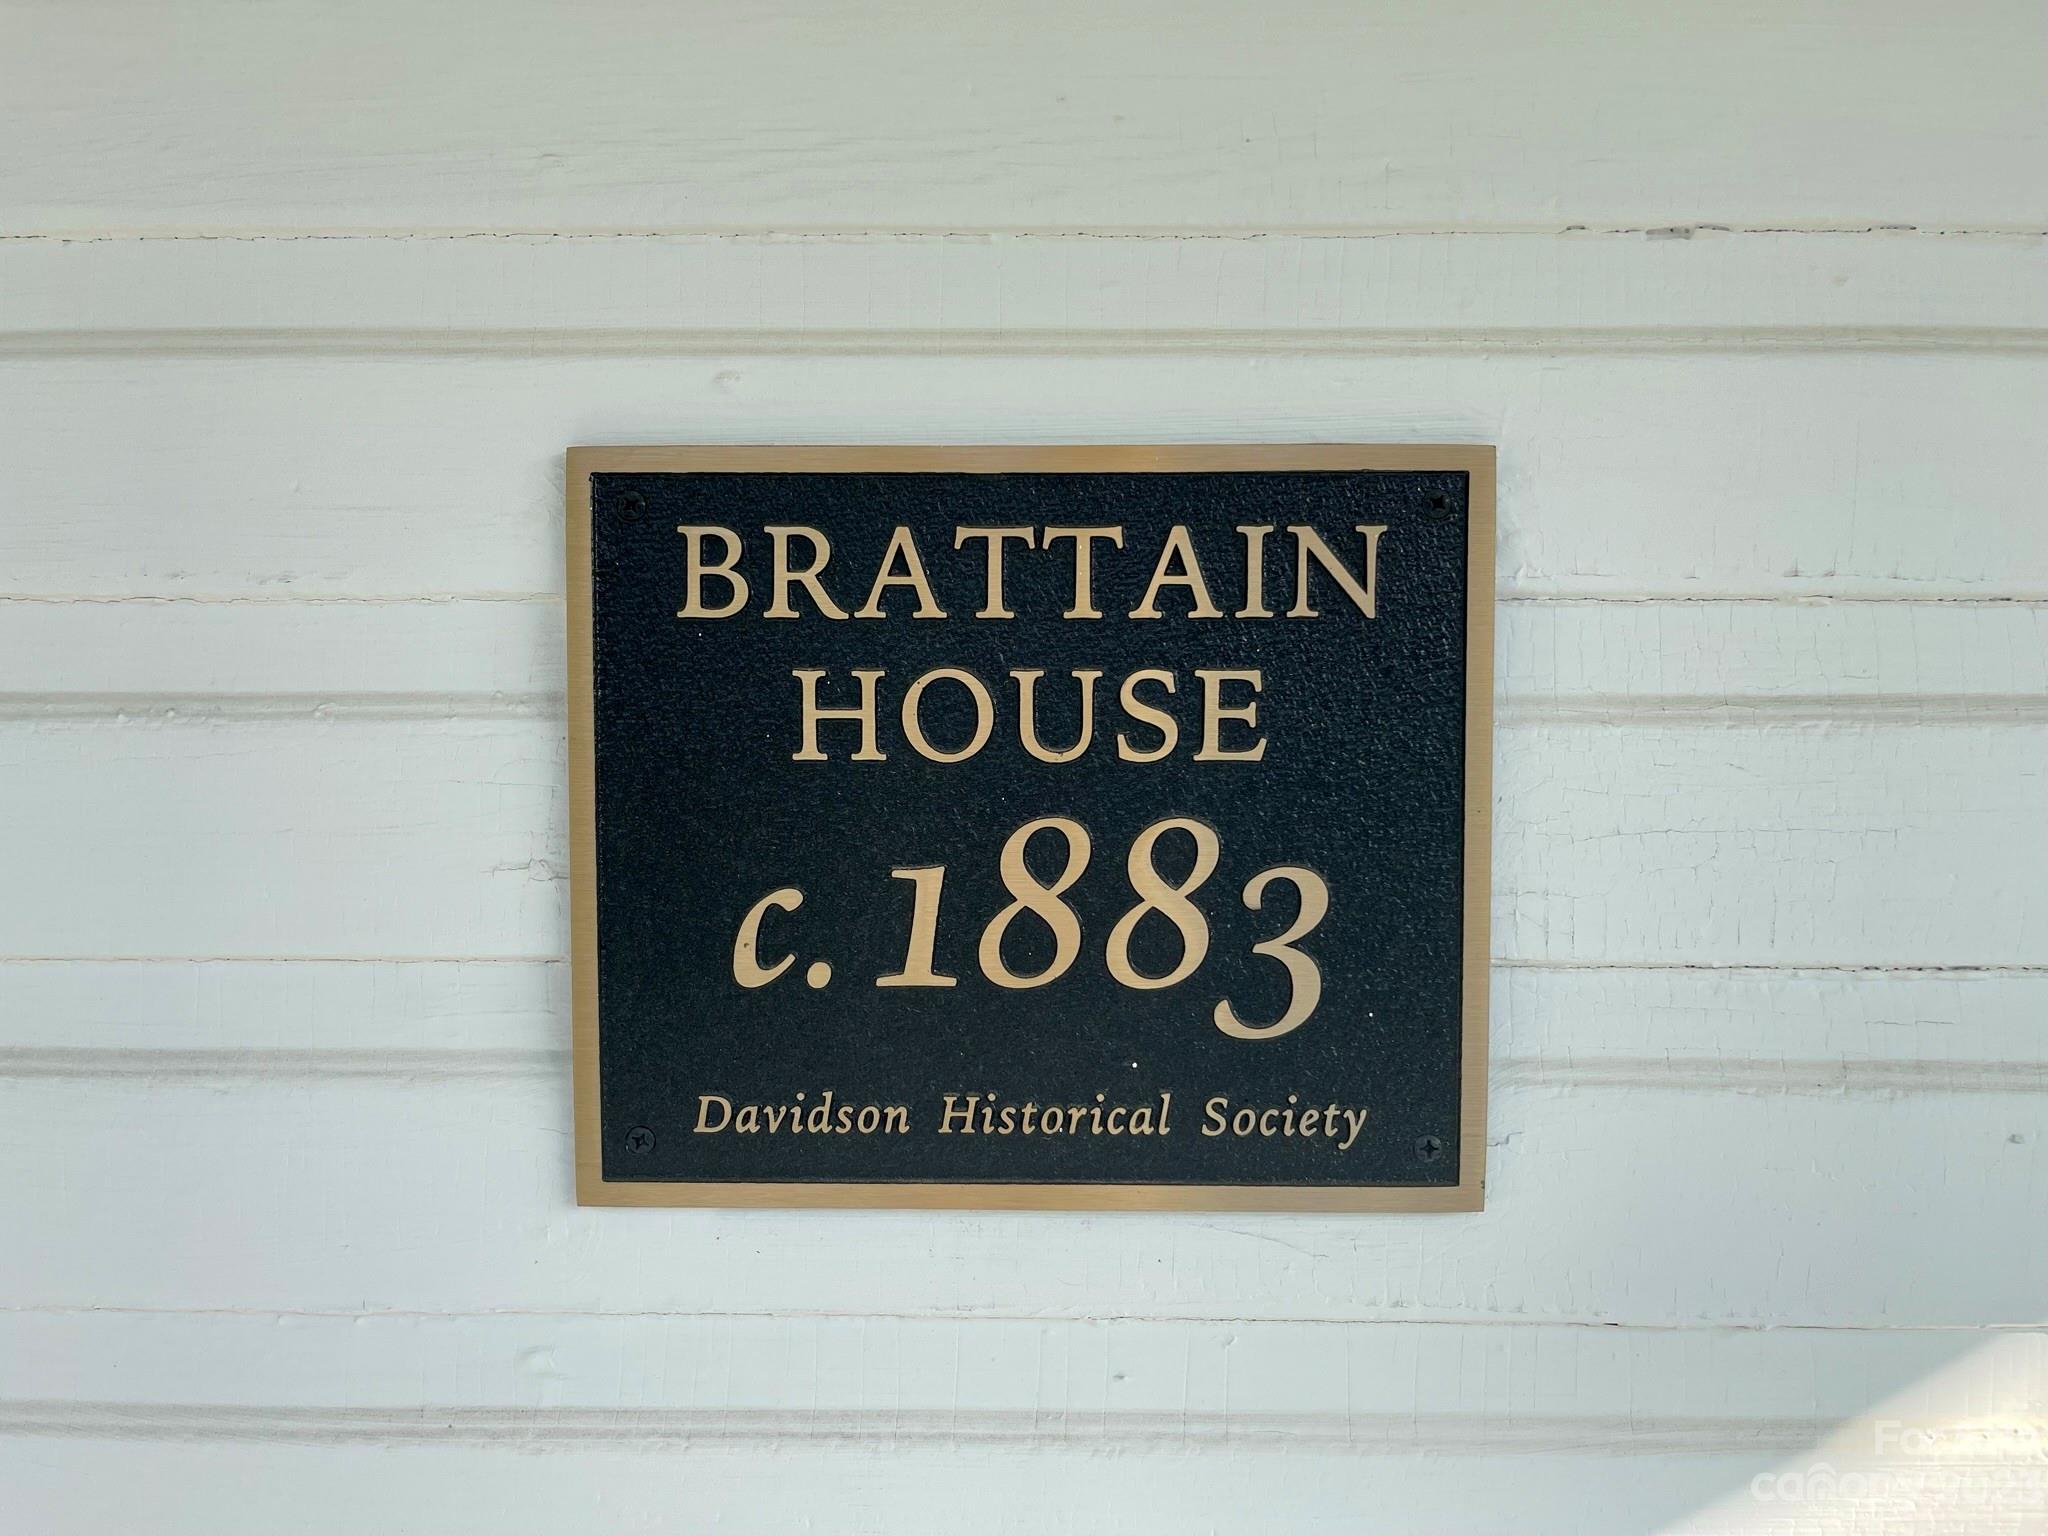 BRATTAIN
HOUSE
c. 1883
Davidson Historical Society